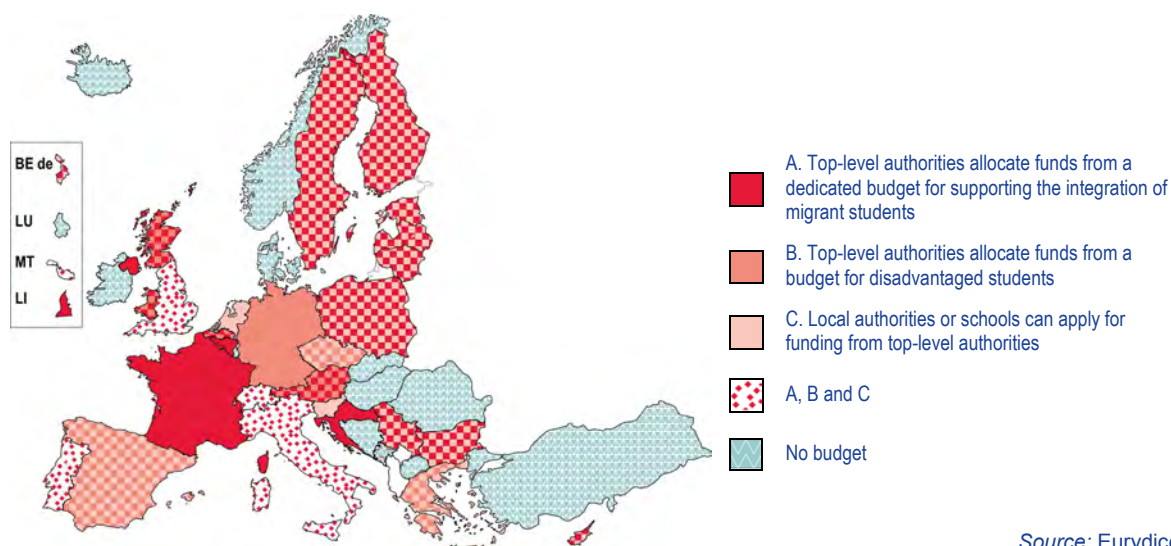 BE de
LU
MT
LI
A. Top-level authorities allocate funds from a
dedicated budget for supporting the integration of
migrant students
B. Top-level authorities allocate funds from a
budget for disadvantaged students
C. Local authorities or schools can apply for
funding from top-level authorities
A, B and C
No budget
Source: Eurydice